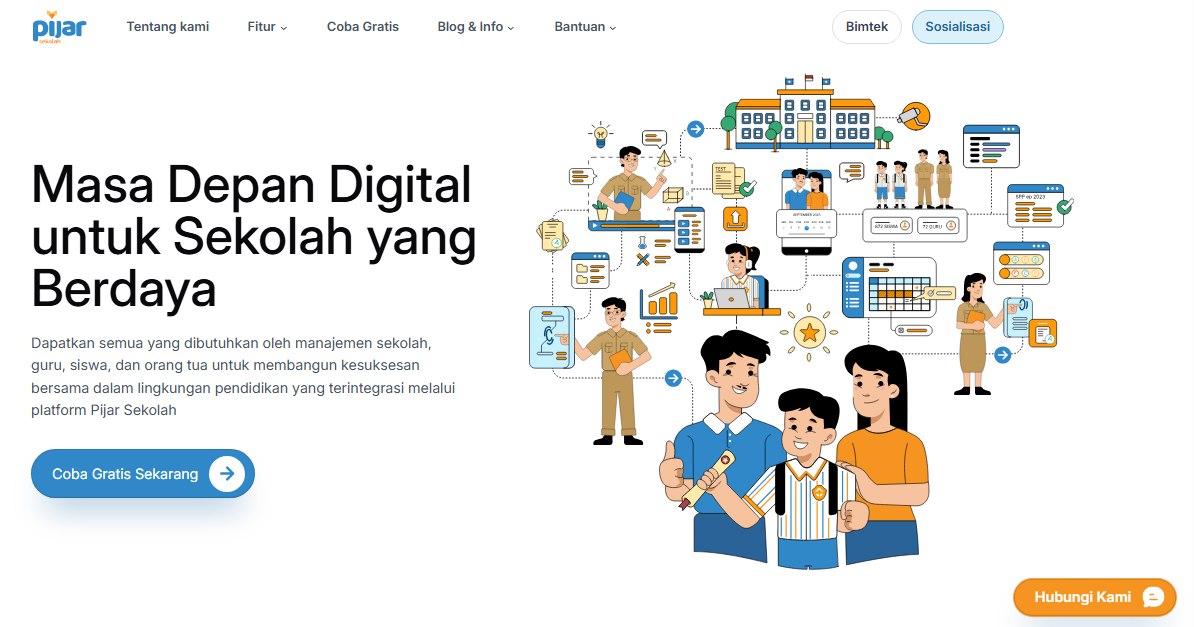 pijar
sekolah
Tentang kami
Fitur
Coba Gratis
Blog & Info
Bantuan
Bimtek
Sosialisasi
Masa Depan Digital
untuk Sekolah yang
Berdaya
Dapatkan semua yang dibutuhkan oleh manajemen sekolah,
guru, siswa, dan orang tua untuk membangun kesuksesan
bersama dalam lingkungan pendidikan yang terintegrasi melalui
platform Pijar Sekolah
Coba Gratis Sekarang
TEST
SEPTEMBER 2023
672 SISWA
72 GURU
SPP ep 2023
Hubungi Kami